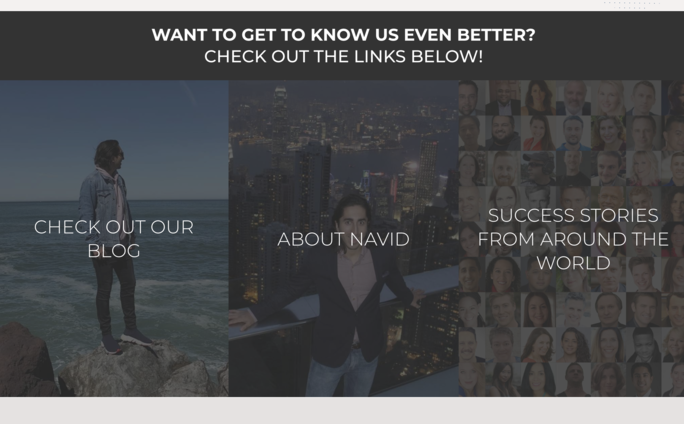 WANT TO GET TO KNOW US EVEN BETTER?
CHECK OUT THE LINKS BELOW!
CHECK OUT OUR
BLOG
ABOUT NAVID
SUCCESS STORIES
FROM AROUND THE
WORLD